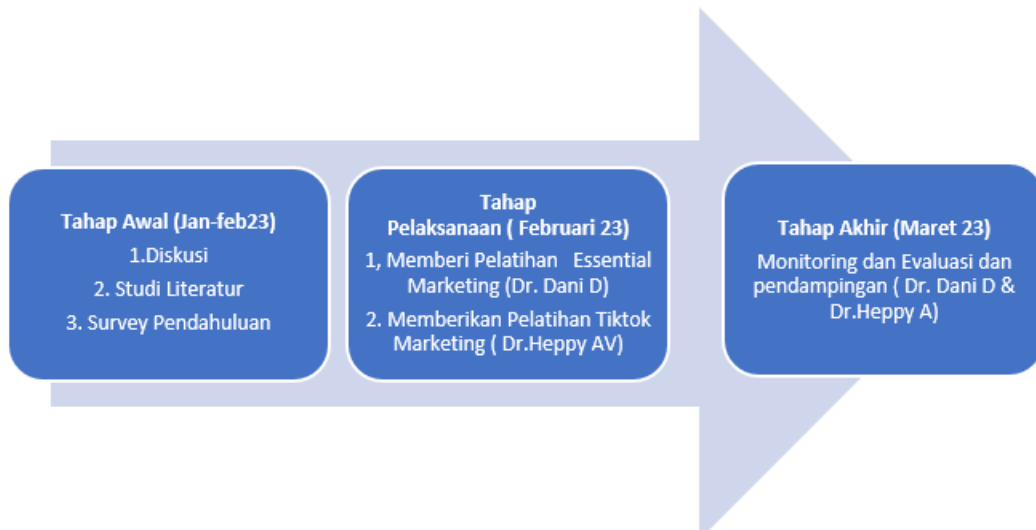 Tahap Awal (Jan-feb23)
1.Diskusi
2. Studi Literatur
3. Survey Pendahuluan
Tahap
Pelaksanaan ( Februari 23)
1, Memberi Pelatihan Essential
Marketing (Dr. Dani D)
2. Memberikan Pelatihan Tiktok
Marketing ( Dr.Heppy AV)
Tahap Akhir (Maret 23)
Monitoring dan Evaluasi dan
pendampingan ( Dr. Dani D &
Dr.Heppy A)